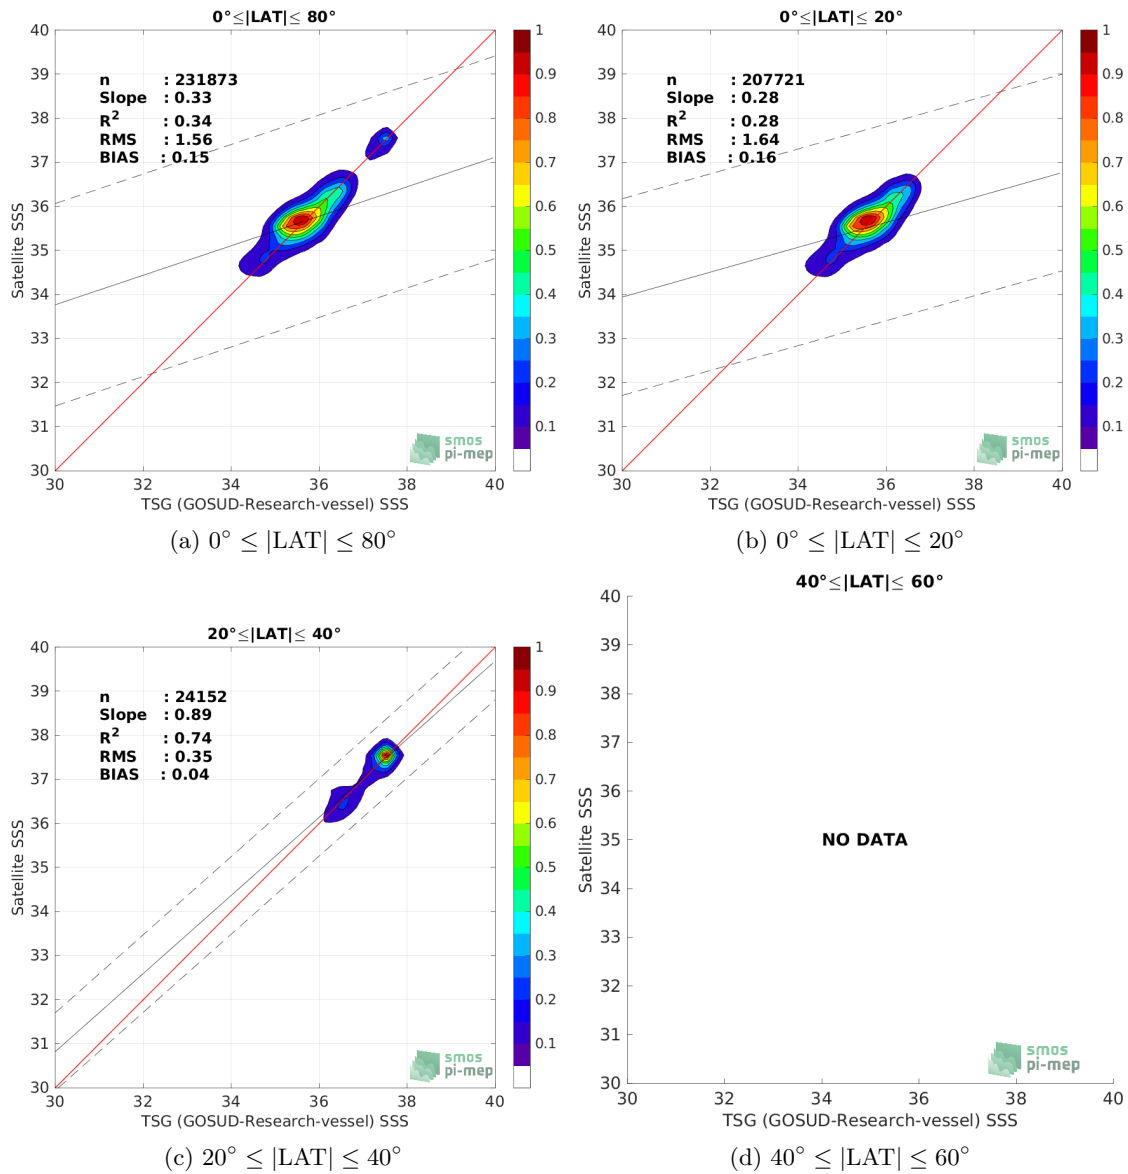 0°≤|LAT|≤ 80°
40
39
38
37
36
35
34
33
32
31
30
Satellite SSS
n : 231873
Slope : 0.33
R2 : 0.34
RMS : 1.56
BIAS : 0.15
smos
pi-mep
30 32 34 36 38 40
TSG (GOSUD-Research-vessel) SSS
1
0.9
0.8
0.7
0.6
0.5
0.4
0.3
0.2
0.1
(a) 0° ≤ |LAT| ≤ 80°
0°≤|LAT|≤ 20°
40
39
38
37
36
35
34
33
32
31
30
Satellite SSS
n : 207721
Slope : 0.28
R2 : 0.28
RMS : 1.64
BIAS : 0.16
smos
pi-mep
30 32 34 36 38 40
TSG (GOSUD-Research-vessel) SSS
1
0.9
0.8
0.7
0.6
0.5
0.4
0.3
0.2
0.1
(b) 0° ≤ |LAT| ≤ 20°
20°≤|LAT|≤ 40°
40
39
38
37
36
35
34
33
32
31
30
Satellite SSS
n : 24152
Slope : 0.89
R2 : 0.74
RMS : 0.35
BIAS : 0.04
smos
pi-mep
30 32 34 36 38 40
TSG (GOSUD-Research-vessel) SSS
1
0.9
0.8
0.7
0.6
0.5
0.4
0.3
0.2
0.1
(c) 20° ≤ |LAT| ≤ 40°
40°≤|LAT|≤ 60°
40
39
38
37
36
35
34
33
32
31
30
Satellite SSS
NO DATA
smos
pi-mep
30 32 34 36 38 40
TSG (GOSUD-Research-vessel) SSS
(d) 40° ≤ |LAT| ≤ 60°